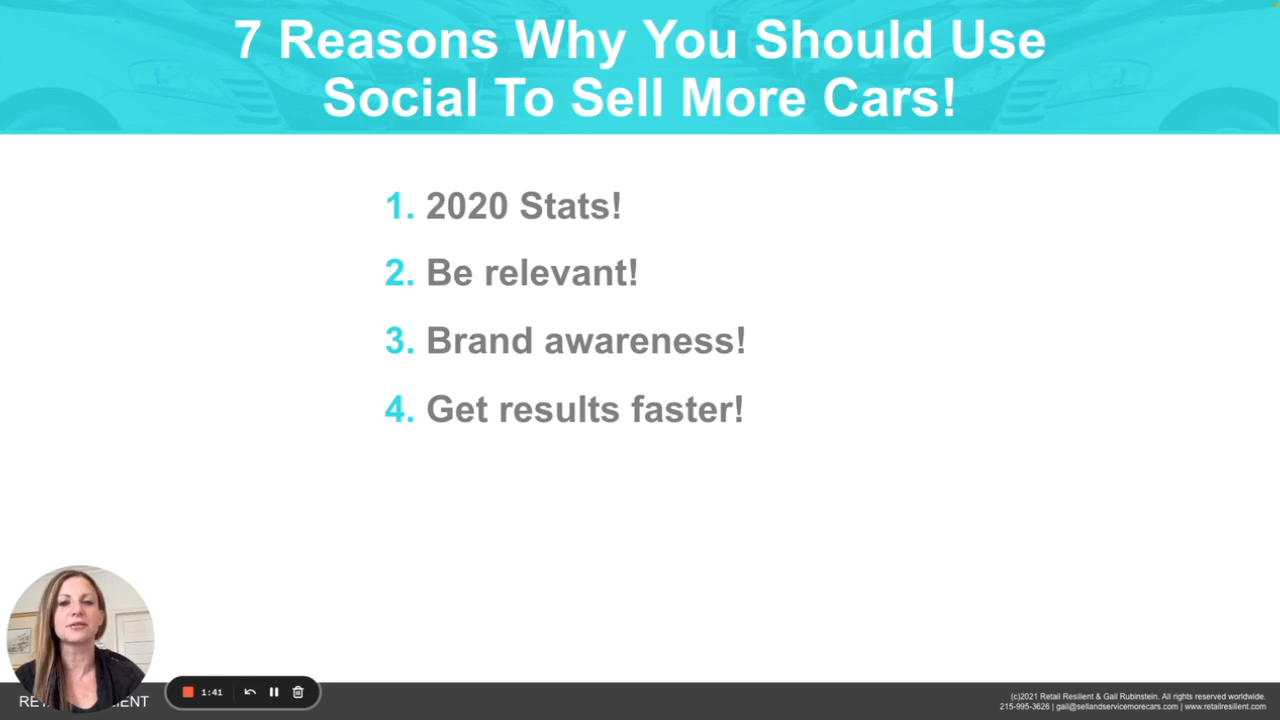 7 Reasons Why You Should Use
Social To Sell More Cars!
1. 2020 Stats!
2. Be relevant!
3. Brand awareness!
4. Get results faster!
1:41
(c)2021 Retail Resilient & Gail Rubinstein. All rights reserved worldwide.
215-995-3626 | gail@sellandservicemorecars.com | www.retailresilient.com